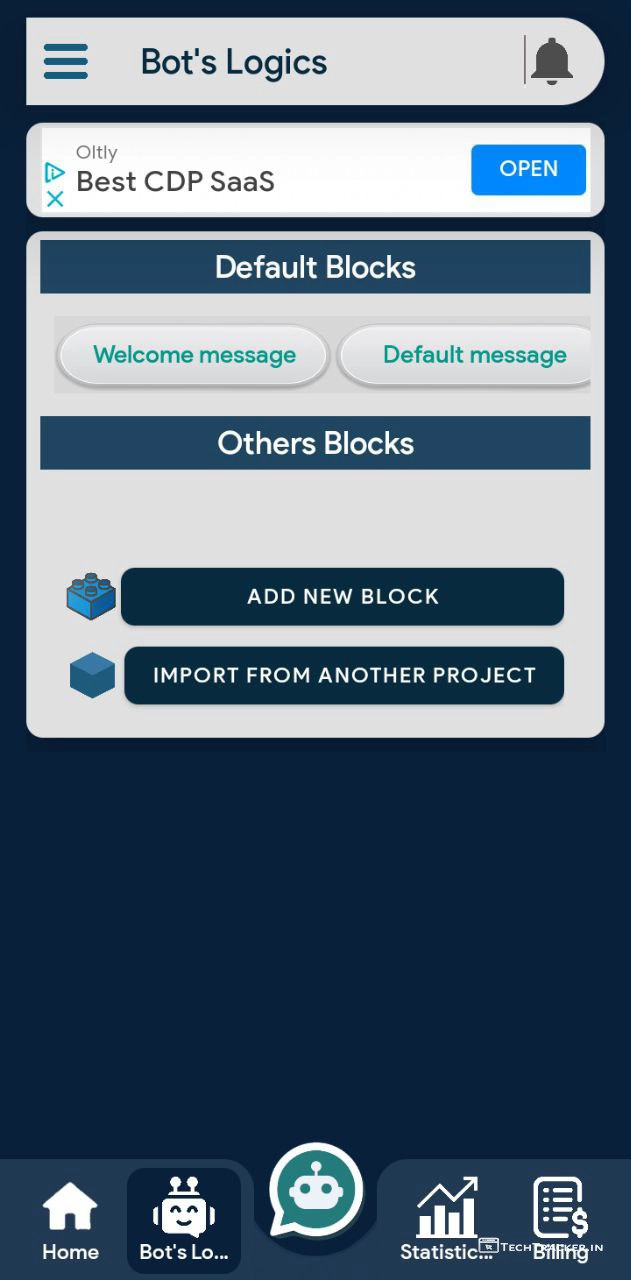 Bot's Logics
Oltly
Best CDP SaaS
OPEN
Default Blocks
Welcome message
Default message
Others Blocks
ADD NEW BLOCK
IMPORT FROM ANOTHER PROJECT
Home
Bot's Lo...
Statistic...
Billing
TECHTRACKER.IN